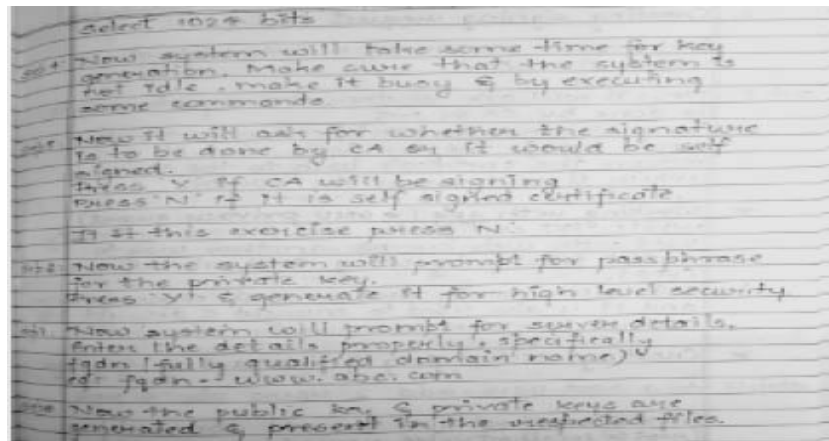 select 1024 bits
Now system will take some time for key
generation. Make sure that the system is
not idle. make it busy & by executing
some commands
Now it will ask for whether the signature
is to be done by CA or it would be self
signed.
Press Y if CA will be signing
Press 'N' if it is self signed certificate
this exercise press N.
Now the system will prompt for passphrase
for the private key.
Press 'Y' & generate it for high level security
Now system will prompt for server details.
Enter the details properly, specifically
fqdn (fully qualified domain name)
eg: fqdn - www.abc.com
Now the public key & private keys are
generated & present in the respected files.